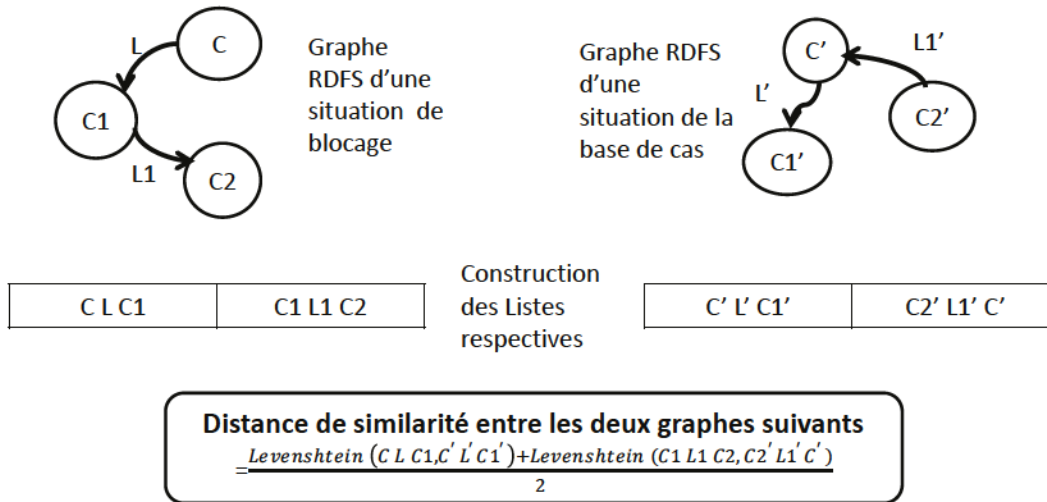 C
L
C1
L1
C2
Graphe
RDFS d'une
situation de
blocage
Graphe RDFS
d'une
situation de la
base de cas
C'
L1'
L'
C2'
C1'
C L C1
C1 L1 C2
Construction
des Listes
respectives
C' L' C1'
C2' L1' C'
Distance de similarité entre les deux graphes suivants
= Levenshtein (C L C1,C' L' C1')+Levenshtein (C1 L1 C2, C2' L1' C' )
2